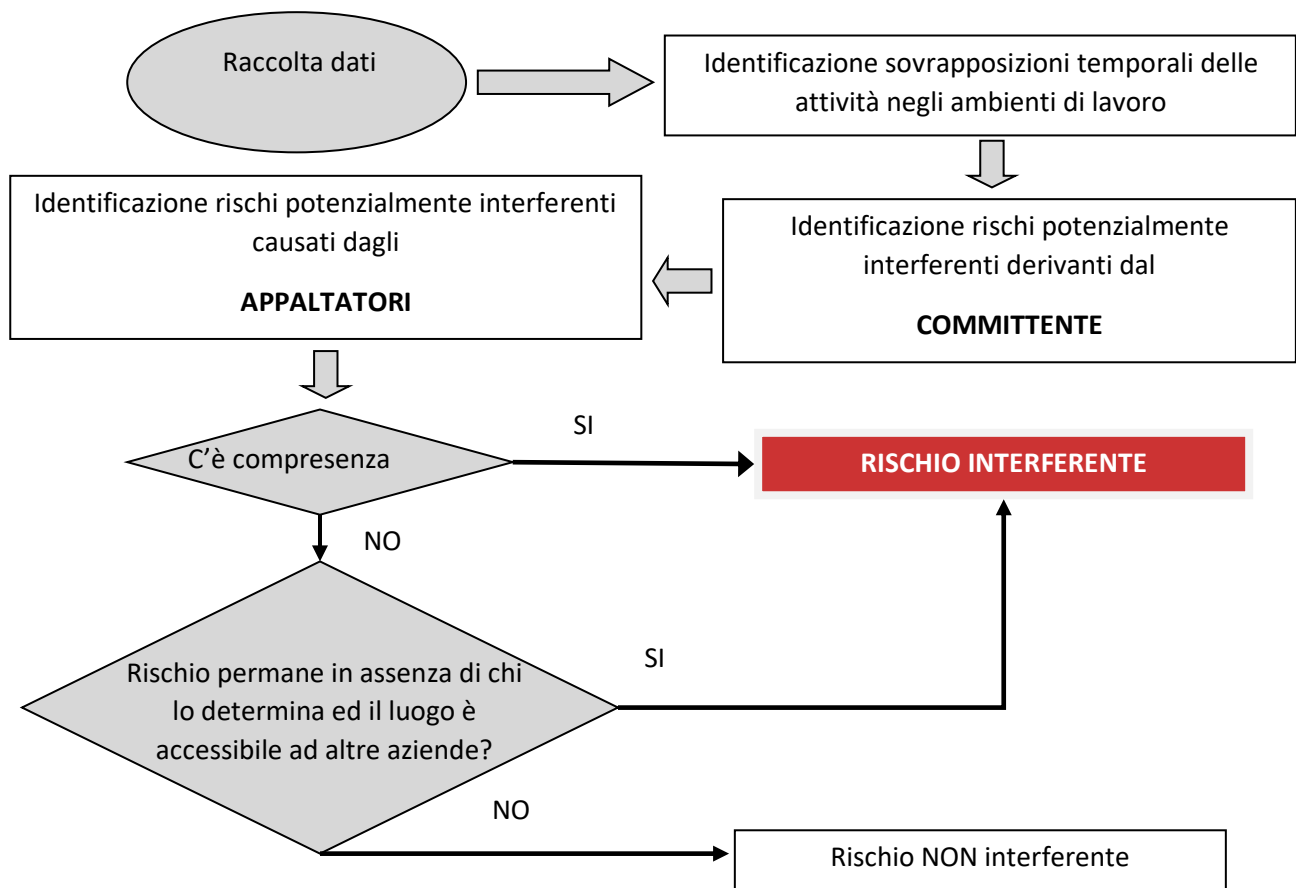 Raccolta dati
Identificazione sovrapposizioni temporali delle
attività negli ambienti di lavoro
Identificazione rischi potenzialmente
interferenti derivanti dal
COMMITTENTE
Identificazione rischi potenzialmente interferenti
causati dagli
APPALTATORI
C’è compresenza
SI
RISCHIO INTERFERENTE
NO
Rischio permane in assenza di chi
lo determina ed il luogo è
accessibile ad altre aziende?
SI
NO
Rischio NON interferente